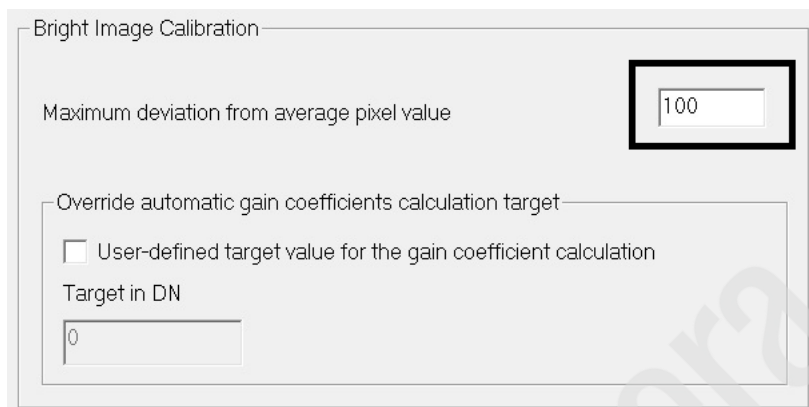 Bright Image Calibration
Maximum deviation from average pixel value
100
Override automatic gain coefficients calculation target
User-defined target value for the gain coefficient calculation
Target in DN
0